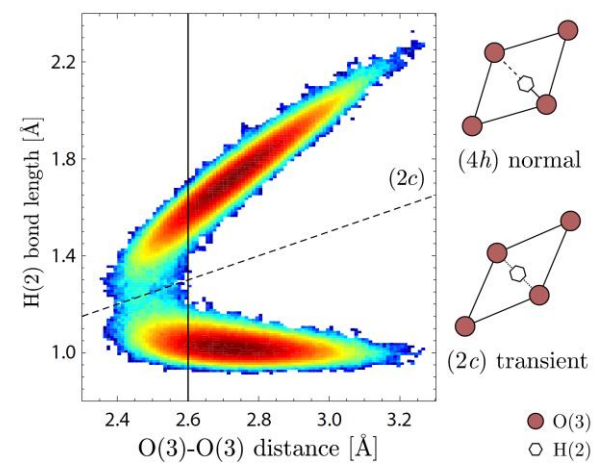 2.2
1.8
1.4
1.0
H(2) bond length [Å]
2.4 2.6 2.8 3.0 3.2
O(3)-O(3) distance [Å]
(2c)
(4h) normal
(2c) transient
O(3)
H(2)